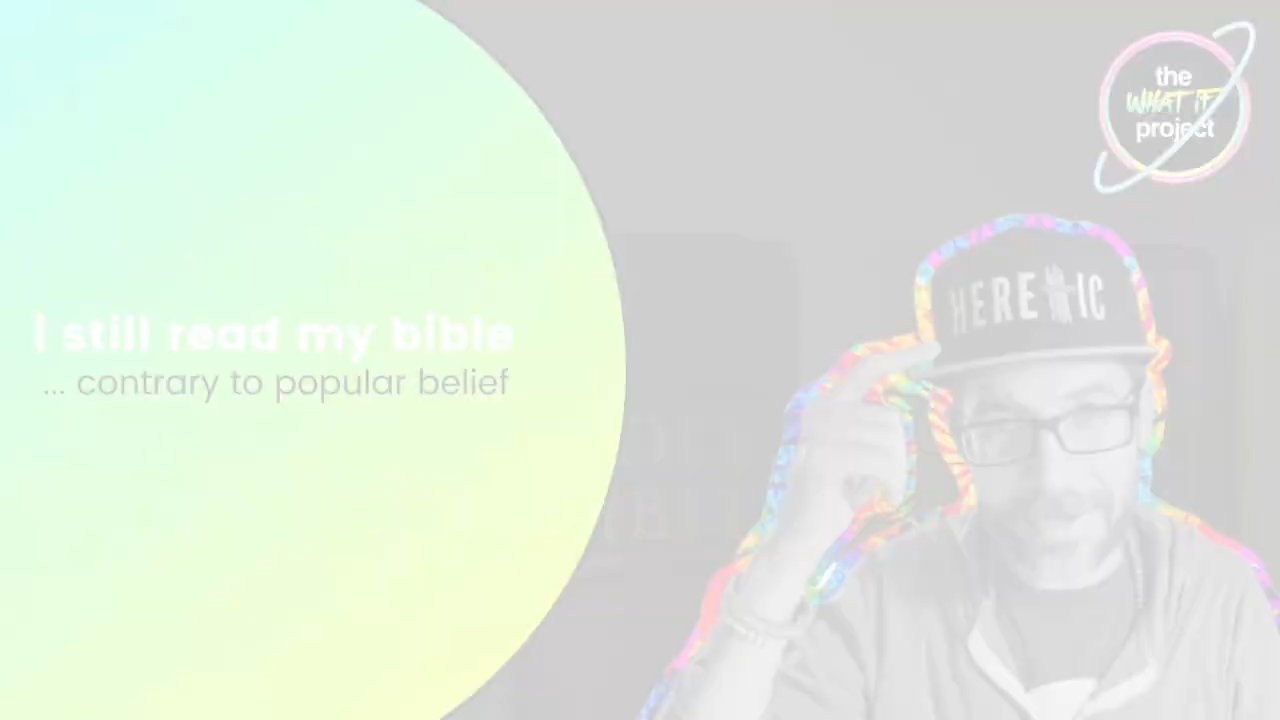 i still read my bible
... contrary to popular belief
the
WHAT IF
project
HERETIC